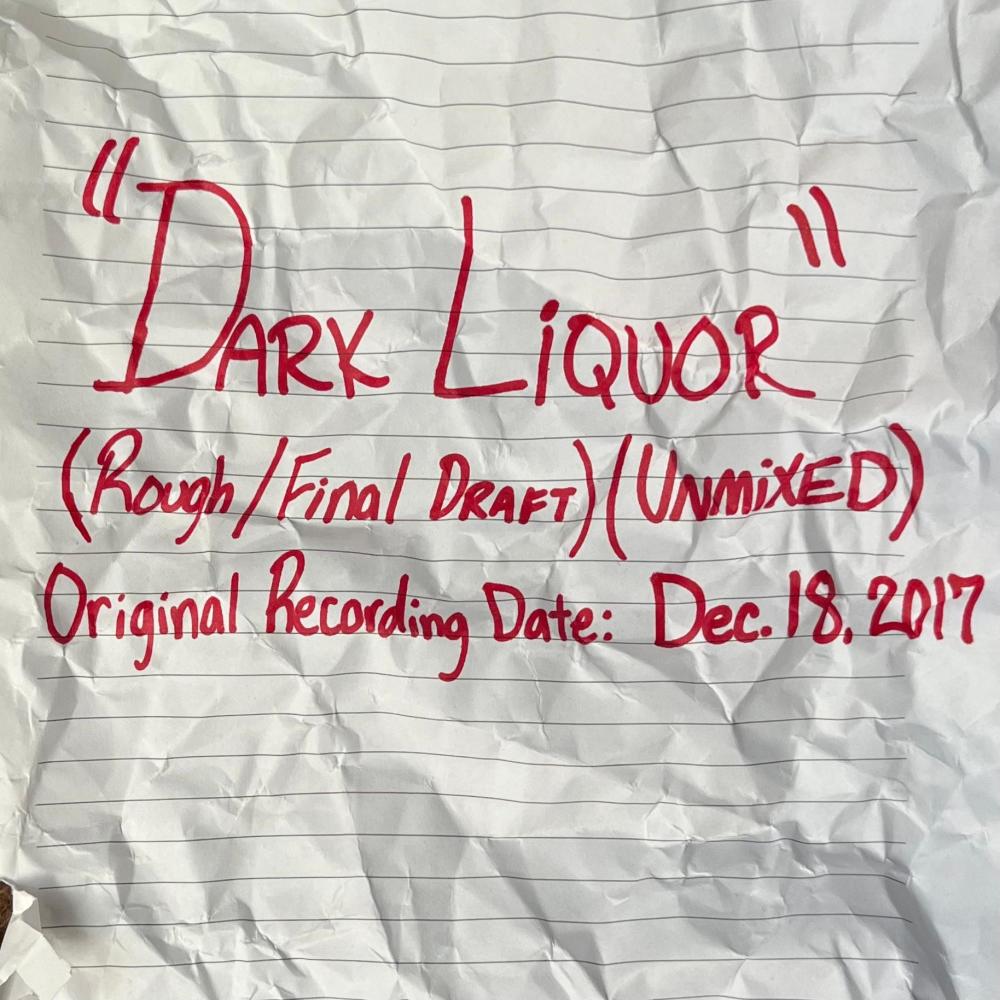 "DARK LiQUOR"
(Rough/Final DRAFT)(UNMiXED)
Original Recording Date: Dec. 18, 2017